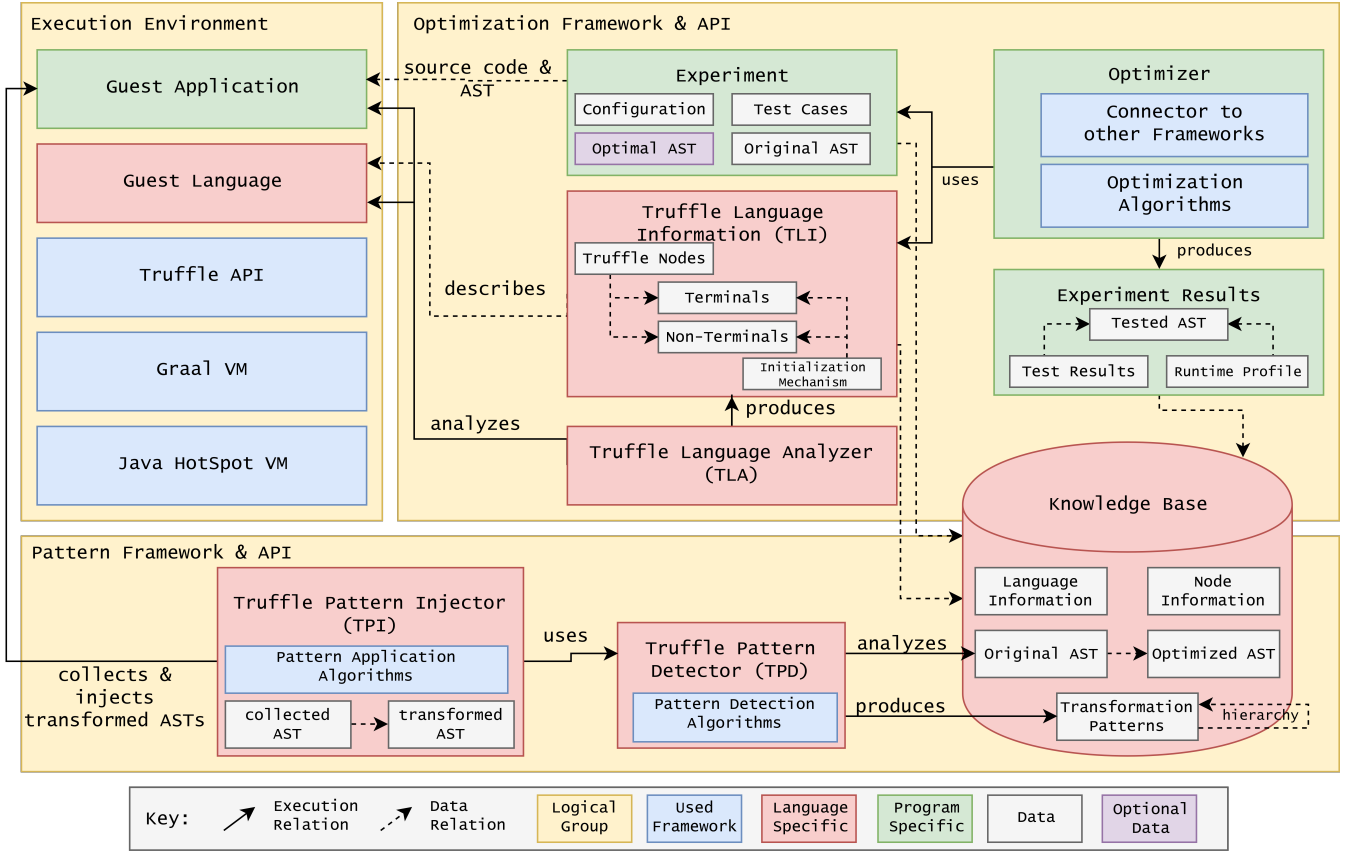 Execution Environment
Guest Application
Guest Language
Truffle API
Graal VM
Java HotSpot VM
Optimization Framework & API
source code &
AST
Experiment
Configuration
Test Cases
Optimal AST
Original AST
describes
Truffle Language
Information (TLI)
Truffle Nodes
Terminals
Non-Terminals
Initialization
Mechanism
produces
analyzes
Truffle Language Analyzer
(TLA)
uses
Optimizer
Connector to
other Frameworks
Optimization
Algorithms
produces
Experiment Results
Tested AST
Test Results
Runtime Profile
Knowledge Base
Language
Information
Node
Information
Original AST
Optimized AST
Transformation
Patterns
hierarchy
Pattern Framework & API
collects &
injects
transformed ASTs
Truffle Pattern Injector
(TPI)
Pattern Application
Algorithms
collected
AST
transformed
AST
uses
Truffle Pattern
Detector (TPD)
Pattern Detection
Algorithms
analyzes
produces
Key:
Execution
Relation
Data
Relation
Logical
Group
Used
Framework
Language
Specific
Program
Specific
Data
Optional
Data